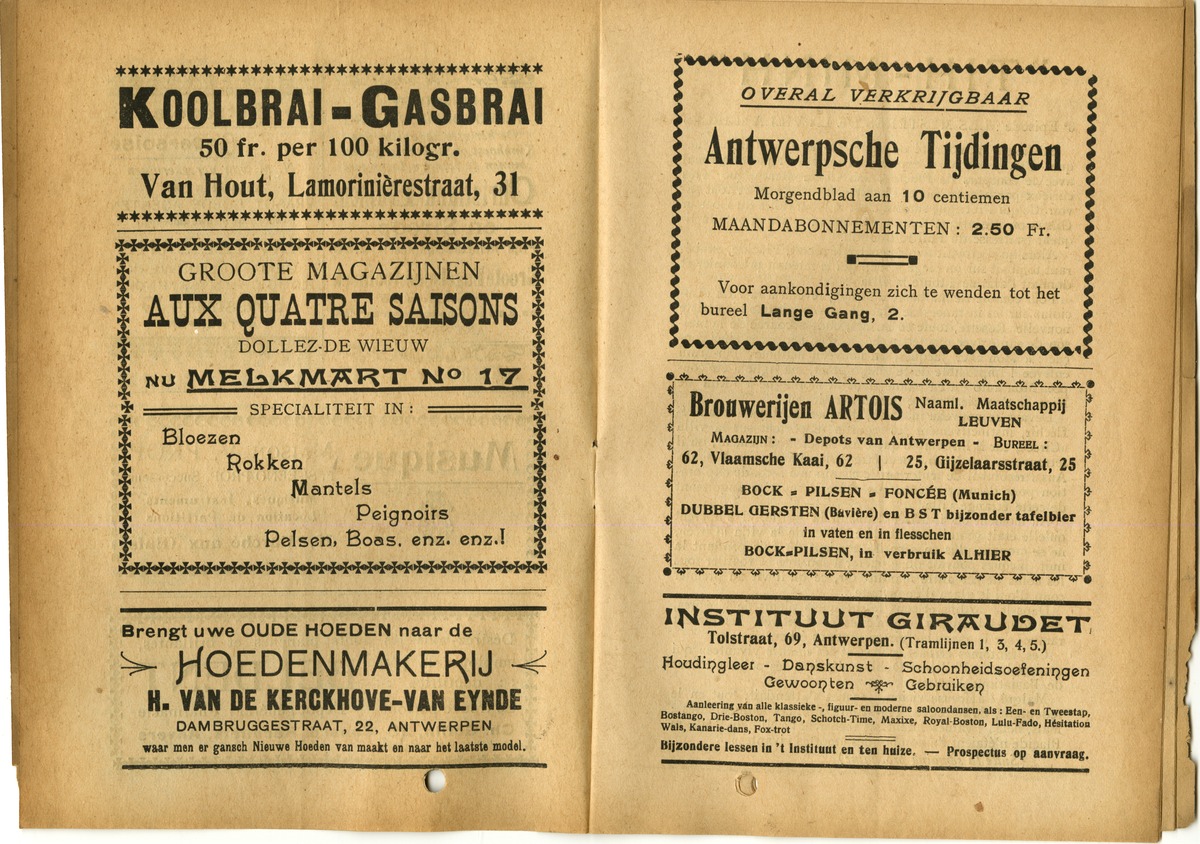 KOOLBRAI - GASBRAI
50 fr. per 100 kilogr.
Van Hout, Lamorinièrestraat, 31
GROOTE MAGAZIJNEN
AUX QUATRE SAISONS
DOLLEZ-DE WIEUW
NU MELKMART No 17
SPECIALITEIT IN :
Bloezen
Rokken
Mantels
Peignoirs
Pelsen, Boas, enz. enz.!
Brengt uwe OUDE HOEDEN naar de
HOEDENMAKERIJ
H. VAN DE KERCKHOVE-VAN EYNDE
DAMBRUGGESTRAAT, 22, ANTWERPEN
waar men er gansch Nieuwe Hoeden van maakt en naar het laatste model.
OVERAL VERKRIJGBAAR
Antwerpsche Tijdingen
Morgendblad aan 10 centiemen
MAANDABONNEMENTEN : 2.50 Fr.
Voor aankondigingen zich te wenden tot het
bureel Lange Gang, 2.
Brouwerijen ARTOIS Naaml. Maatschappij
LEUVEN
MAGAZIJN : - Depots van Antwerpen - BUREEL :
62, Vlaamsche Kaai, 62 | 25, Gijzelaarsstraat, 25
BOCK = PILSEN = FONCÉE (Munich)
DUBBEL GERSTEN (Bavière) en B S T bijzonder tafelbier
in vaten en in flesschen
BOCK=PILSEN, in verbruik ALHIER
INSTITUUT GIRAUDET
Tolstraat, 69, Antwerpen. (Tramlijnen 1, 3, 4, 5.)
Houdingleer - Danskunst - Schoonheidsoefeningen
Gewoonten Gebruiken
Aanleering van alle klassieke -, figuur- en moderne saloondansen, als : Een- en Tweestap,
Bostango, Drie-Boston, Tango, Schotch-Time, Maxixe, Royal-Boston, Lulu-Fado, Hésitation
Wals, Kanarie-dans, Fox-trot
Bijzondere lessen in 't Instituut en ten huize. — Prospectus op aanvraag.